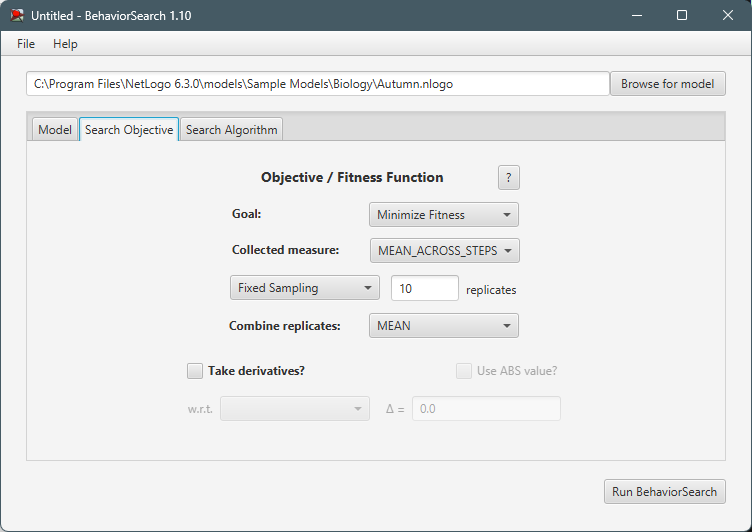 Untitled - BehaviorSearch 1.10
File Help
C:\Program Files\NetLogo 6.3.0\models\Sample Models\Biology\Autumn.nlogo Browse for model
Model Search Objective Search Algorithm
Objective / Fitness Function ?
Goal: Minimize Fitness
Collected measure: MEAN_ACROSS_STEPS
Fixed Sampling 10 replicates
Combine replicates: MEAN
Take derivatives? Use ABS value?
w.r.t. Δ = 0.0
Run BehaviorSearch